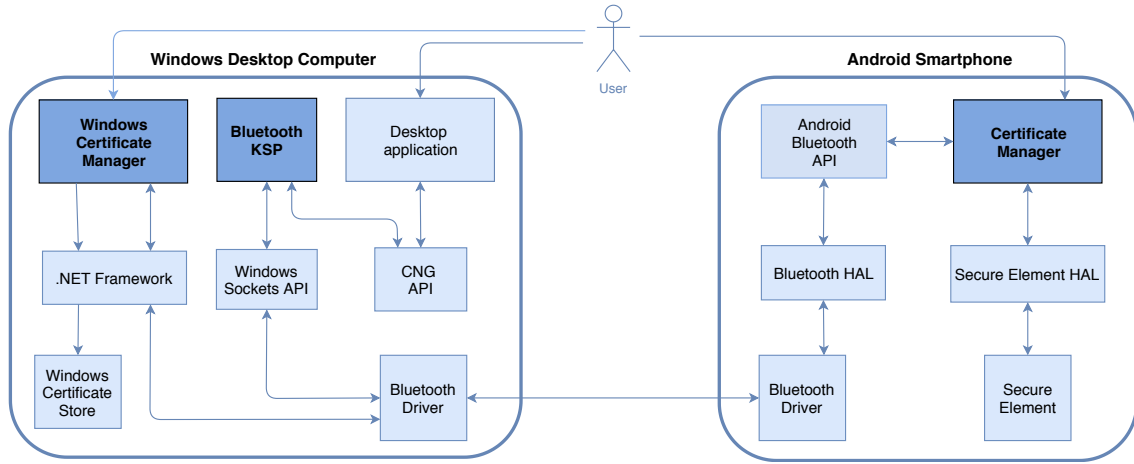 User
Windows Desktop Computer
Android Smartphone
Windows
Certificate
Manager
Bluetooth
KSP
Desktop
application
Android
Bluetooth
API
Certificate
Manager
.NET Framework
Windows
Sockets API
CNG
API
Bluetooth HAL
Secure Element HAL
Windows
Certificate
Store
Bluetooth
Driver
Bluetooth
Driver
Secure
Element